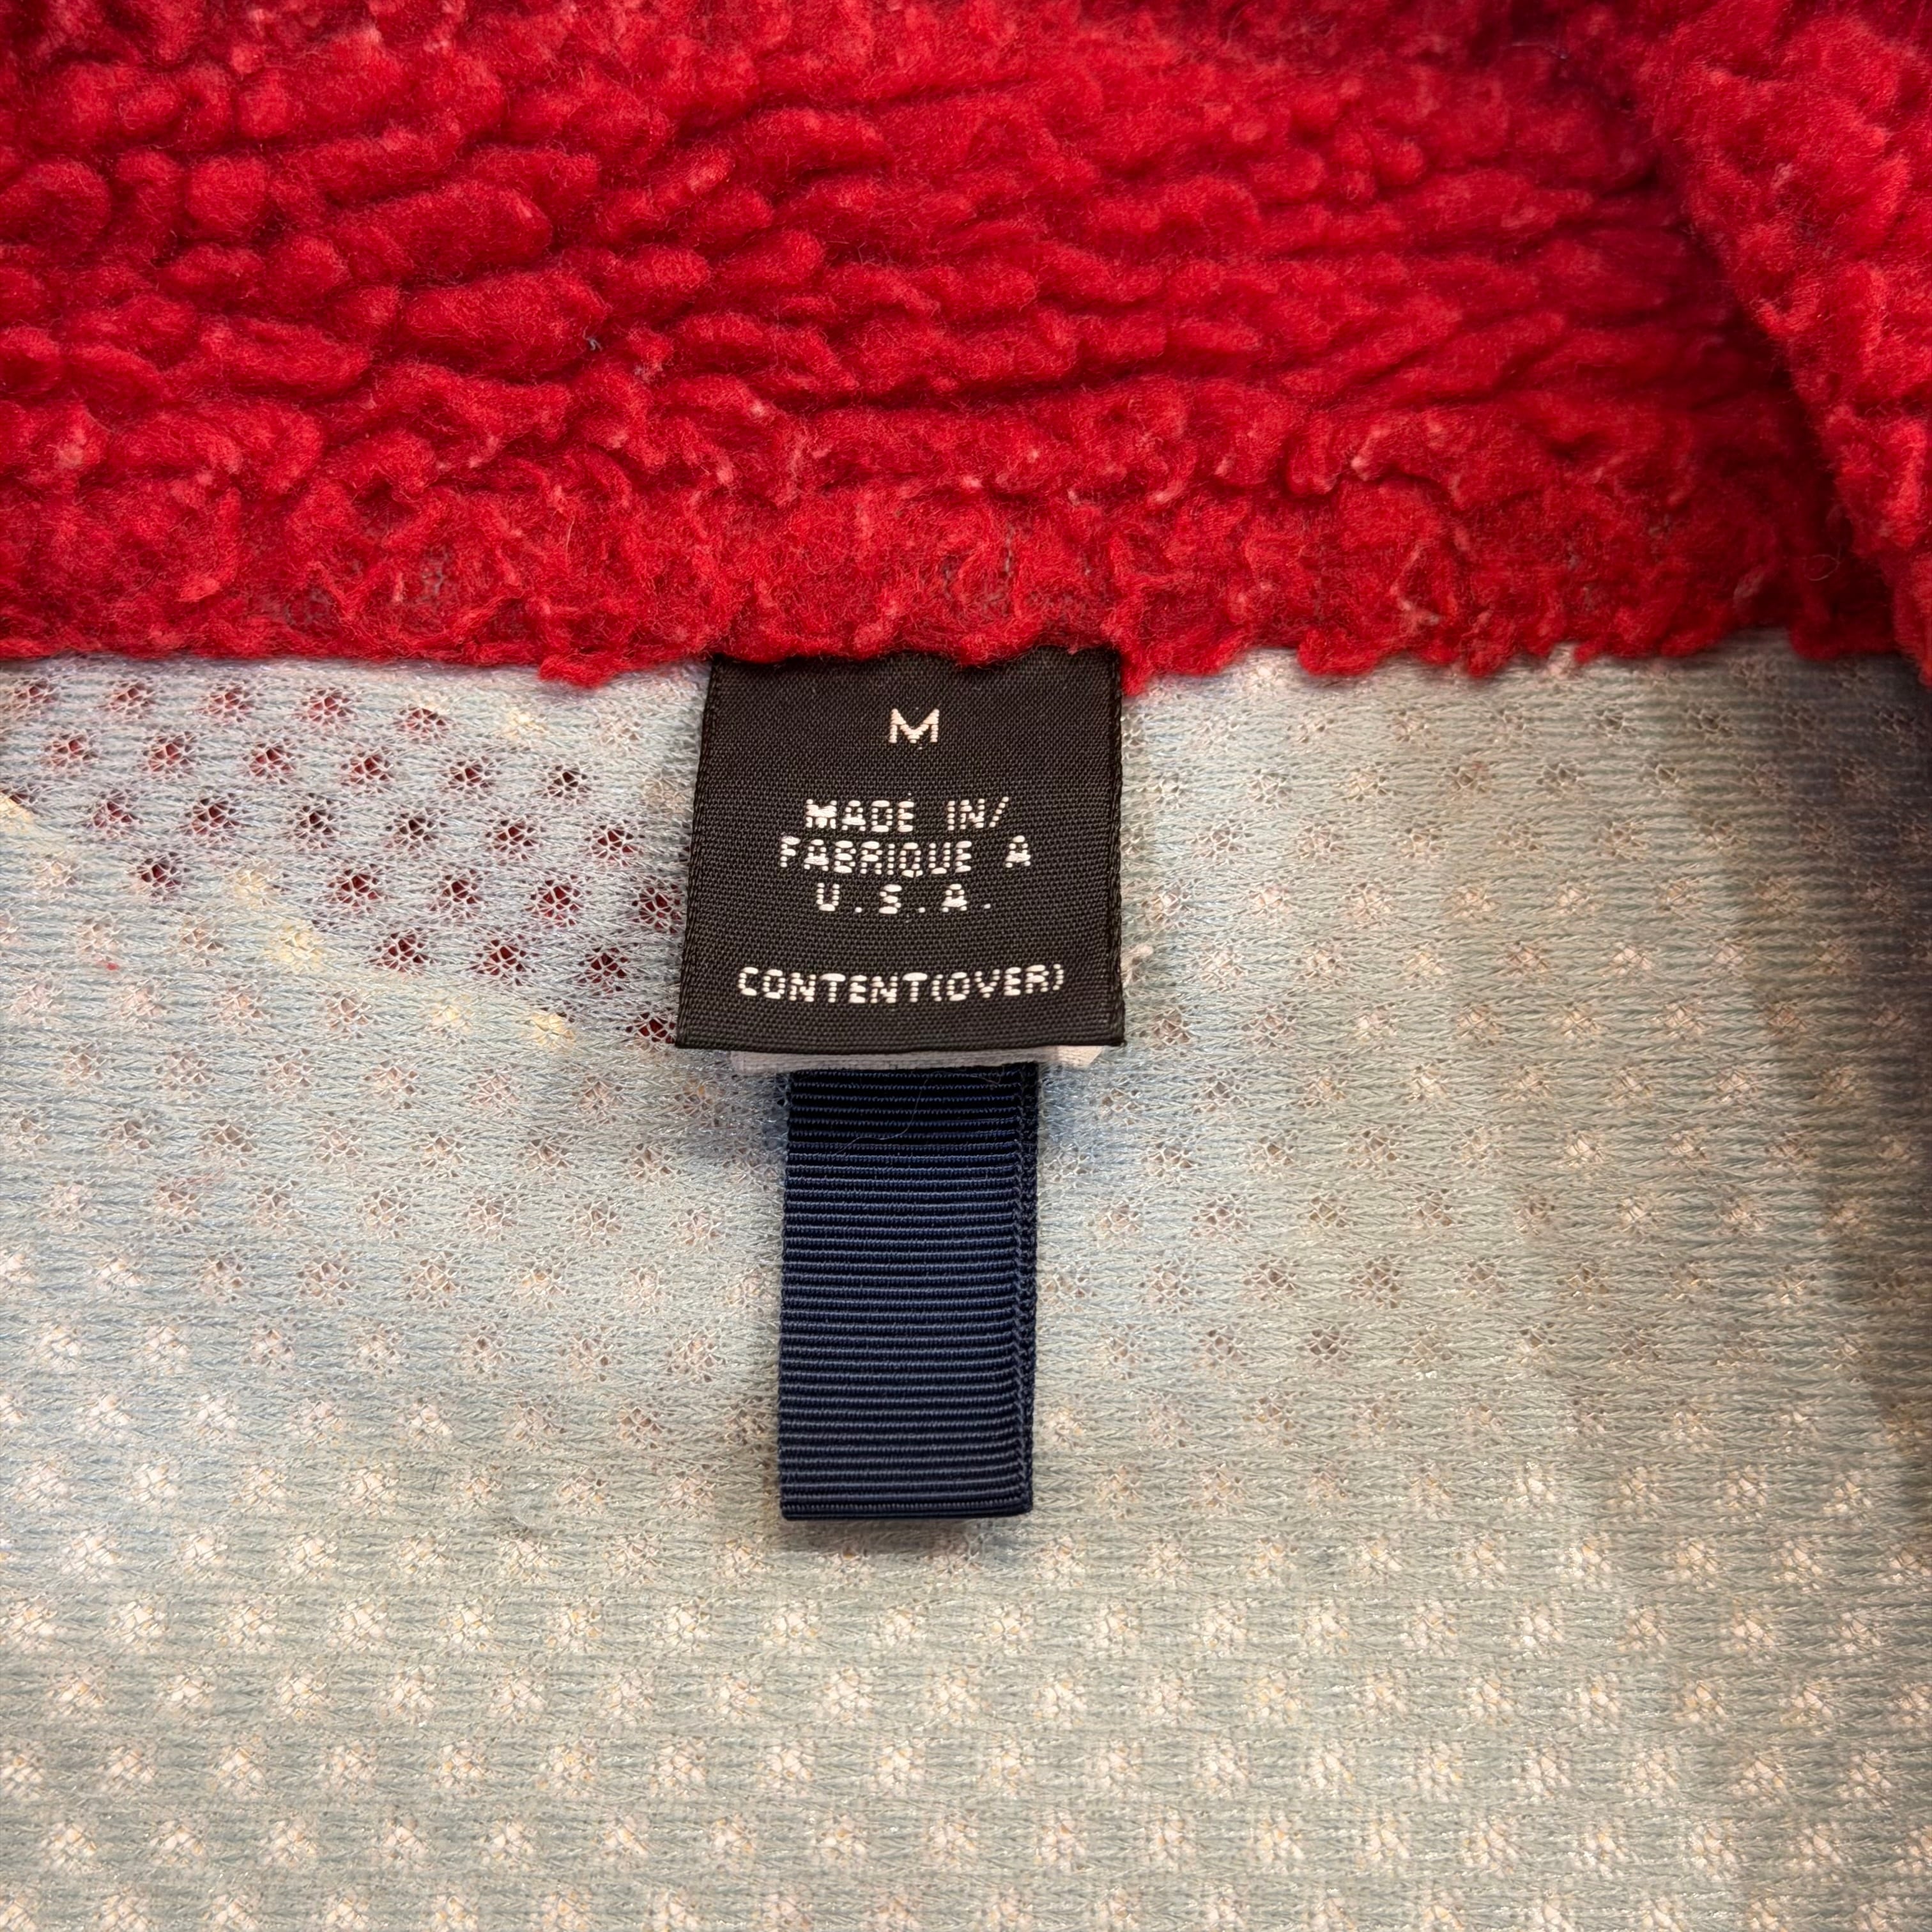 M
MADE IN/
FABRIQUE A
U.S.A.
CONTENT(OVER)